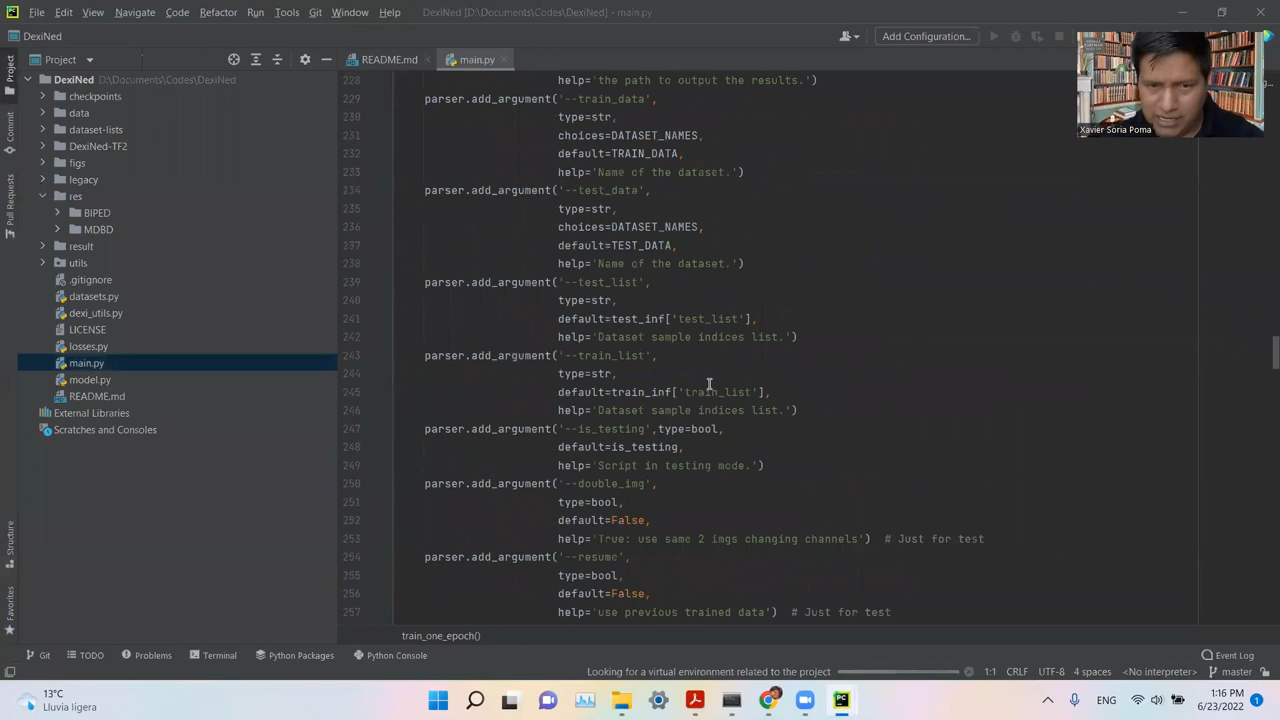 File Edit View Navigate Code Refactor Run Tools Git Window Help DexiNed [D:\Documents\Codes\DexiNed] - main.py
DexiNed Add Configuration...
Project README.md main.py
DexiNed D:\Documents\Codes\DexiNed
checkpoints
data
dataset-lists
DexiNed-TF2
figs
legacy
res
BIPED
MDBD
result
utils
.gitignore
datasets.py
dexi_utils.py
LICENSE
losses.py
main.py
model.py
README.md
External Libraries
Scratches and Consoles
Project
Commit
Pull Requests
Structure
Favorites
228 help='the path to output the results.')
229 parser.add_argument('--train_data',
230 type=str,
231 choices=DATASET_NAMES,
232 default=TRAIN_DATA,
233 help='Name of the dataset.')
234 parser.add_argument('--test_data',
235 type=str,
236 choices=DATASET_NAMES,
237 default=TEST_DATA,
238 help='Name of the dataset.')
239 parser.add_argument('--test_list',
240 type=str,
241 default=test_inf['test_list'],
242 help='Dataset sample indices list.')
243 parser.add_argument('--train_list',
244 type=str,
245 default=train_inf['train_list'],
246 help='Dataset sample indices list.')
247 parser.add_argument('--is_testing',type=bool,
248 default=is_testing,
249 help='Script in testing mode.')
250 parser.add_argument('--double_img',
251 type=bool,
252 default=False,
253 help='True: use same 2 imgs changing channels') # Just for test
254 parser.add_argument('--resume',
255 type=bool,
256 default=False,
257 help='use previous trained data') # Just for test
Xavier Soria Poma
train_one_epoch()
Git TODO Problems Terminal Python Packages Python Console Event Log
Looking for a virtual environment related to the project 1:1 CRLF UTF-8 4 spaces <No interpreter> master
13°C
Lluvia ligera
ENG
1:16 PM
6/23/2022
1